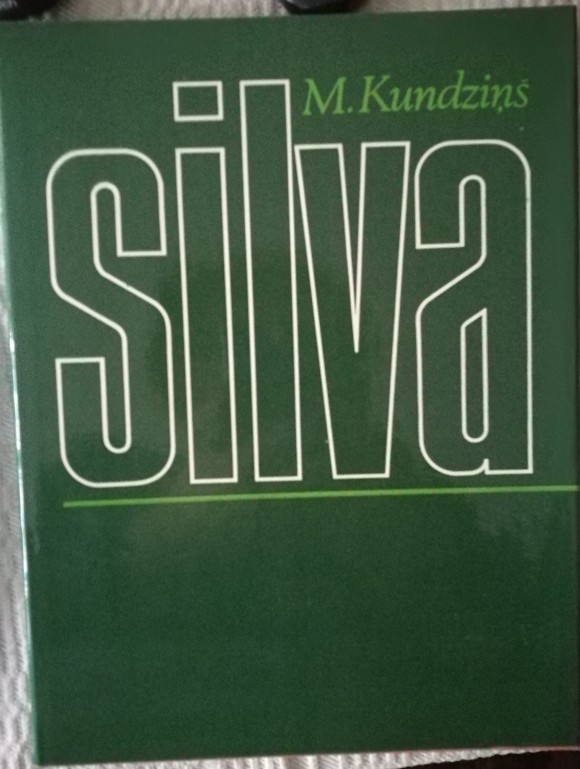 M. Kundziņš
silva